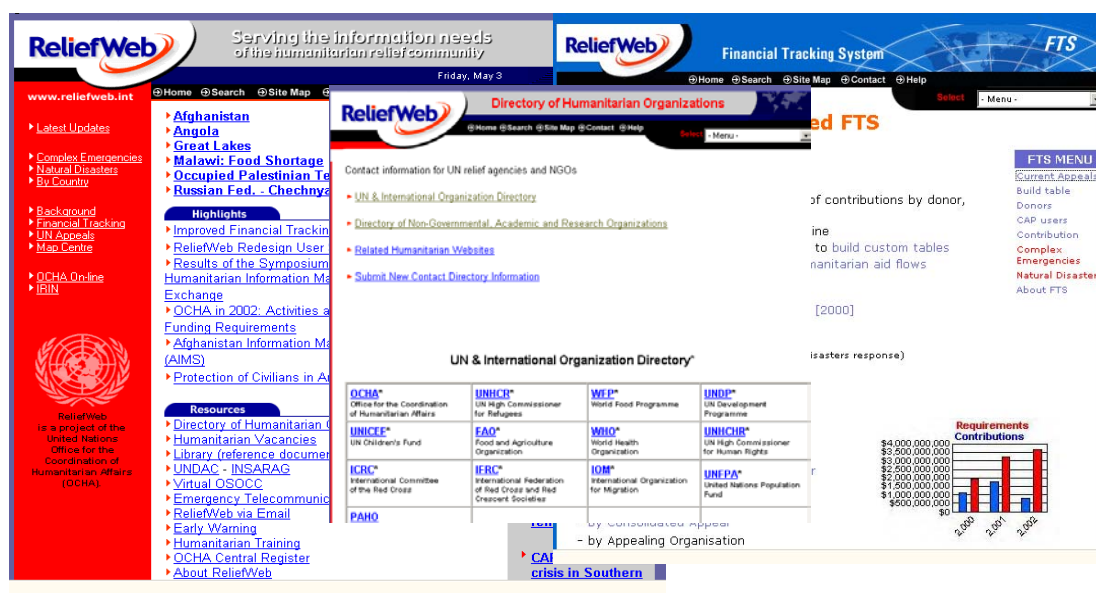 ReliefWeb
Serving the information needs
of the humanitarian relief community
Friday, May 3
www.reliefweb.int
Home Search Site Map
Latest Updates
Complex Emergencies
Natural Disasters
By Country
Background
Financial Tracking
UN Appeals
Map Centre
OCHA On-line
IRIN
ReliefWeb
is a project of the
United Nations
Office for the
Coordination of
Humanitarian Affairs
(OCHA).
Afghanistan
Angola
Great Lakes
Malawi: Food Shortage
Occupied Palestinian Te
Russian Fed. - Chechnya
Highlights
Improved Financial Trackin
ReliefWeb Redesign User
Results of the Symposium
Humanitarian Information Ma
Exchange
OCHA in 2002: Activities a
Funding Requirements
Afghanistan Information Ma
(AIMS)
Protection of Civilians in A
Resources
Directory of Humanitarian
Humanitarian Vacancies
Library (reference documen
UNDAC - INSARAG
Virtual OSOCC
Emergency Telecommunic
ReliefWeb via Email
Early Warning
Humanitarian Training
OCHA Central Register
About ReliefWeb
CAP
crisis in Southern
ReliefWeb
Directory of Humanitarian Organizations
Home Search Site Map Contact Help
Select - Menu -
Contact information for UN relief agencies and NGOs
UN & International Organization Directory
Directory of Non-Governmental, Academic and Research Organizations
Related Humanitarian Websites
Submit New Contact Directory Information
UN & International Organization Directory*
OCHA*
Office for the Coordination
of Humanitarian Affairs
UNHCR*
UN High Commissioner
for Refugees
WFP*
World Food Programme
UNDP*
UN Development
Programme
UNICEF*
UN Children's Fund
FAO*
Food and Agriculture
Organization
WHO*
World Health
Organization
UNHCHR*
UN High Commissioner
for Human Rights
ICRC*
International Committee
of the Red Cross
IFRC*
International Federation
of Red Cross and Red
Crescent Societies
IOM*
International Organization
for Migration
UNFPA*
United Nations Population
Fund
PAHO
ReliefWeb
Financial Tracking System
FTS
Home Search Site Map Contact Help
Select - Menu -
ed FTS
of contributions by donor,
ine
to build custom tables
manitarian aid flows
[2000]
isasters response)
- by Consolidated Appeal
- by Appealing Organisation
FTS MENU
Current Appeals
Build table
Donors
CAP users
Contribution
Complex
Emergencies
Natural Disaster
About FTS
Requirements
Contributions
$4,000,000,000
$3,500,000,000
$3,000,000,000
$2,500,000,000
$2,000,000,000
$1,500,000,000
$1,000,000,000
$500,000,000
$0
2,000
2,001
2,002